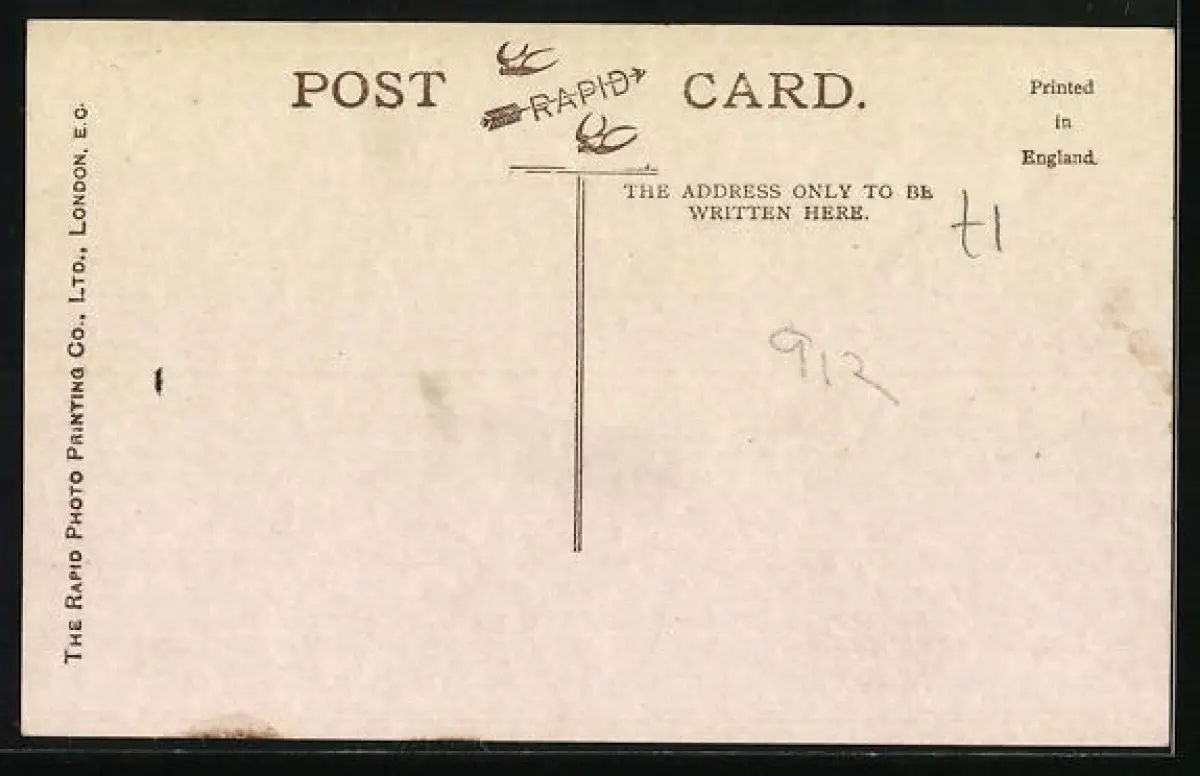 POST RAPID CARD.
Printed
in
England.
THE ADDRESS ONLY TO BE
WRITTEN HERE.
912
THE RAPID PHOTO PRINTING CO., LTD., LONDON. E.C.